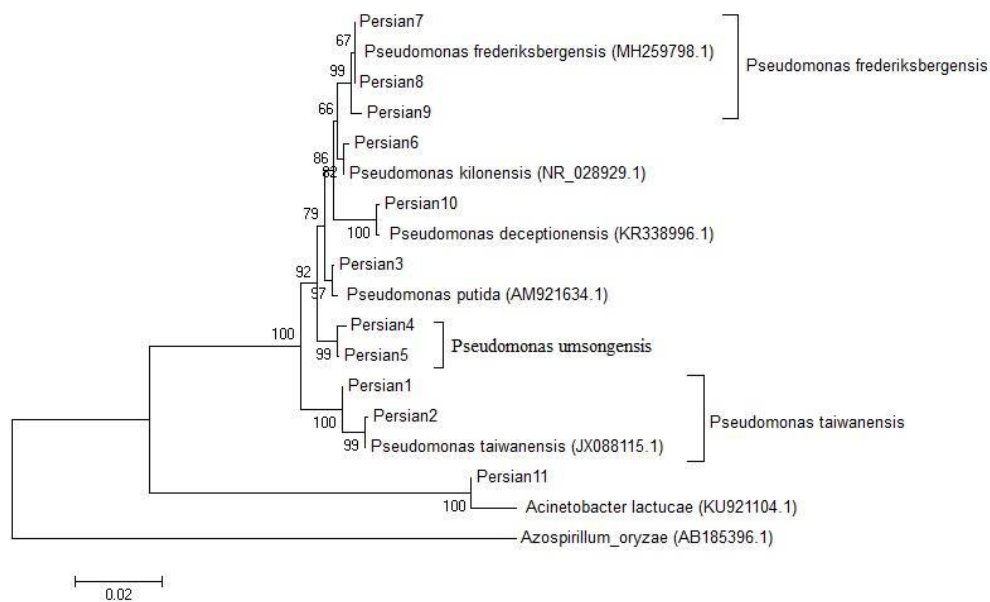 Persian7
67
Pseudomonas frederiksbergensis (MH259798.1)
Pseudomonas frederiksbergensis
99
Persian8
66
Persian9
Persian6
86
82
Pseudomonas kilonensis (NR_028929.1)
Persian10
79
100
Pseudomonas deceptionensis (KR338996.1)
Persian3
92
97
Pseudomonas putida (AM921634.1)
Persian4
100
Pseudomonas umsongensis
99
Persian5
Persian1
100
Persian2
Pseudomonas taiwanensis
99
Pseudomonas taiwanensis (JX088115.1)
Persian11
100
Acinetobacter lactucae (KU921104.1)
Azospirillum_oryzae (AB185396.1)
0.02